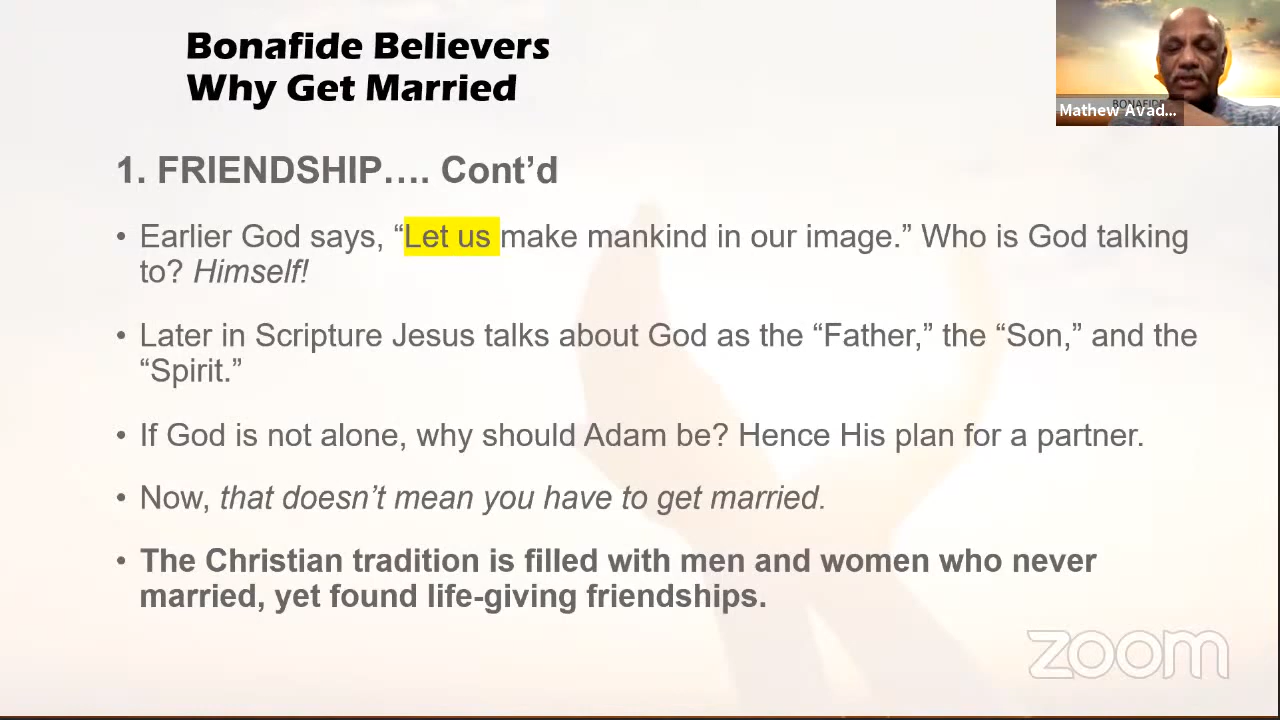 Bonafide Believers
Why Get Married
BONAFIDE
Mathew Avad...
1. FRIENDSHIP…. Cont’d
• Earlier God says, “Let us make mankind in our image.” Who is God talking
to? Himself!
• Later in Scripture Jesus talks about God as the “Father,” the “Son,” and the
“Spirit.”
• If God is not alone, why should Adam be? Hence His plan for a partner.
• Now, that doesn’t mean you have to get married.
• The Christian tradition is filled with men and women who never
married, yet found life-giving friendships.
zoom